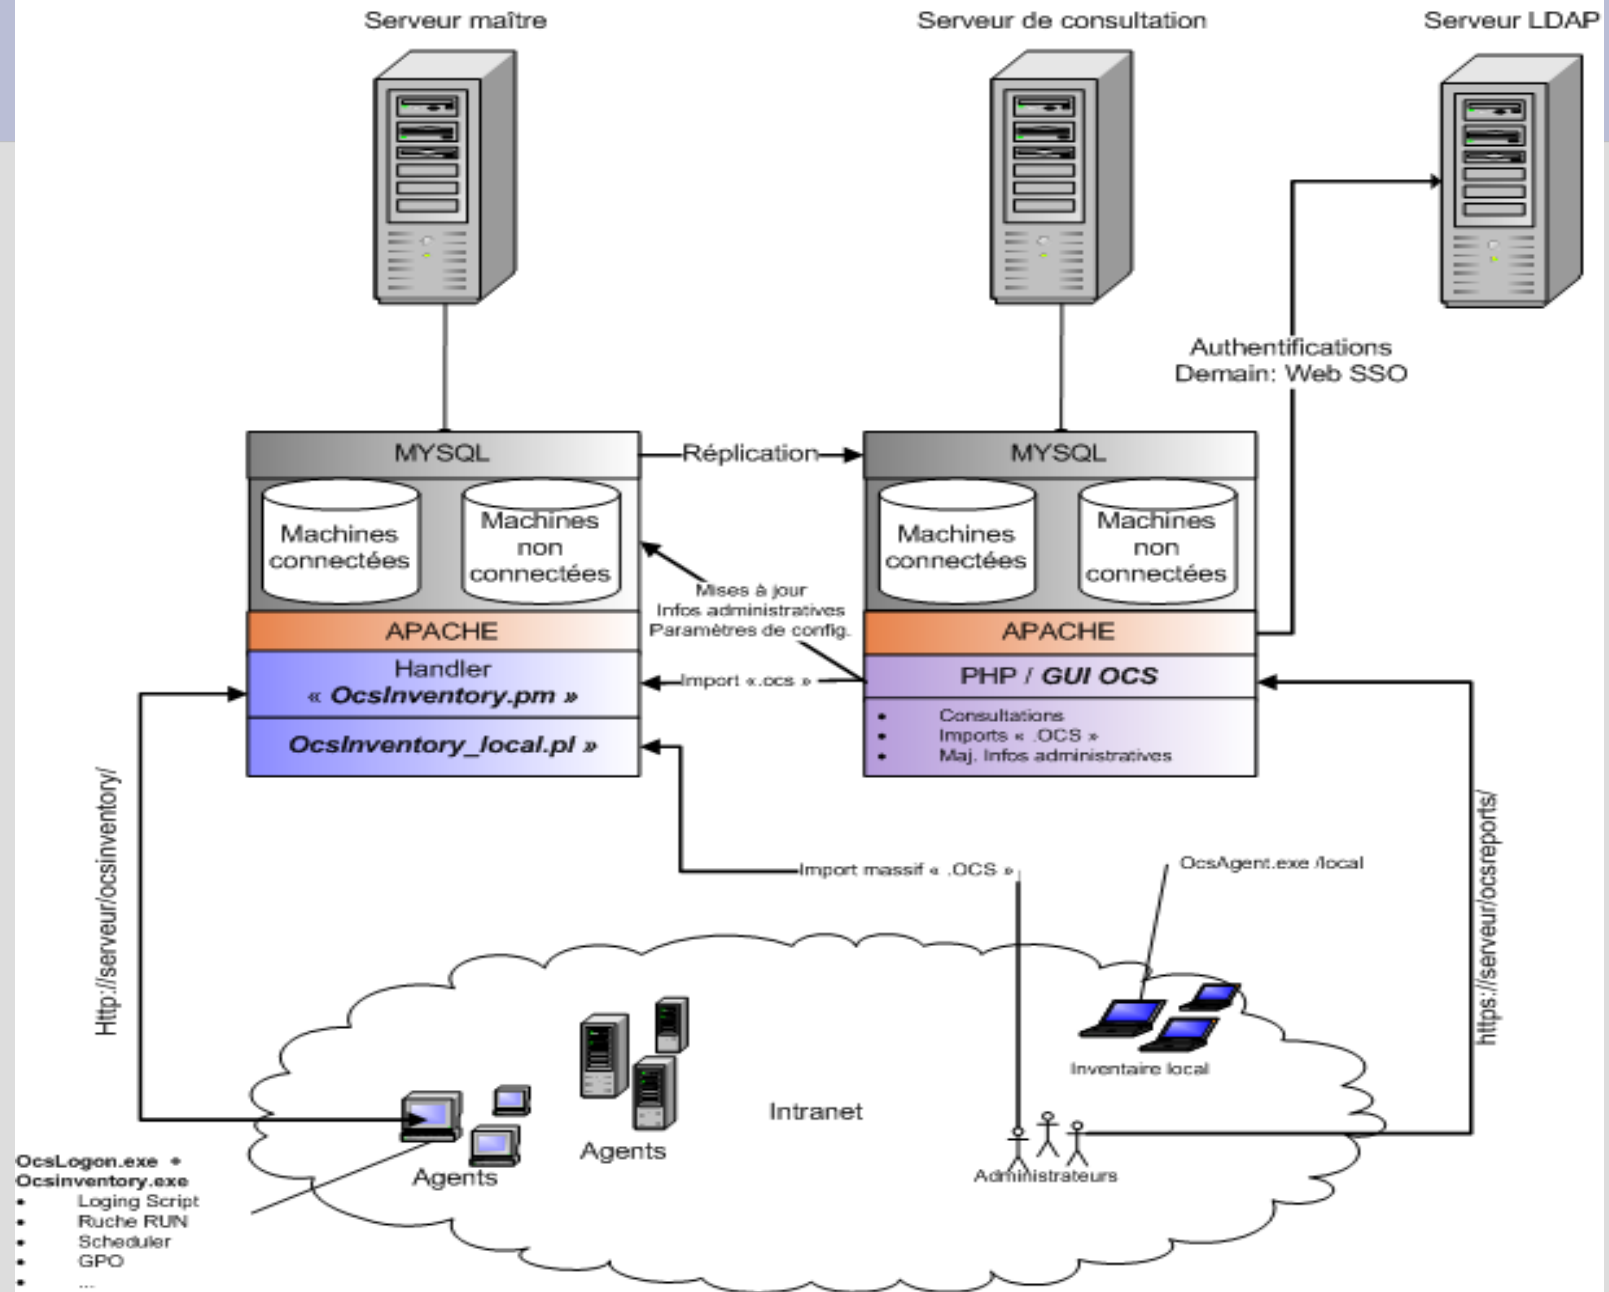 Serveur maître
Serveur de consultation
Serveur LDAP
Authentifications
Demain: Web SSO
MYSQL
Réplication
MYSQL
Machines
connectées
Machines
non
connectées
Machines
connectées
Machines
non
connectées
Mises à jour
Infos administratives
Paramètres de config.
APACHE
APACHE
Handler
« OcsInventory.pm »
Import «.ocs »
PHP / GUI OCS
OcsInventory_local.pl »
• Consultations
• Imports « .OCS »
• Maj. Infos administratives
Http://serveur/ocsinventory/
https://serveur/ocsreports/
Import massif « .OCS »
OcsAgent.exe /local
Inventaire local
Intranet
Agents
Agents
Administrateurs
OcsLogon.exe +
Ocsinventory.exe
• Loging Script
• Ruche RUN
• Scheduler
• GPO
• ...